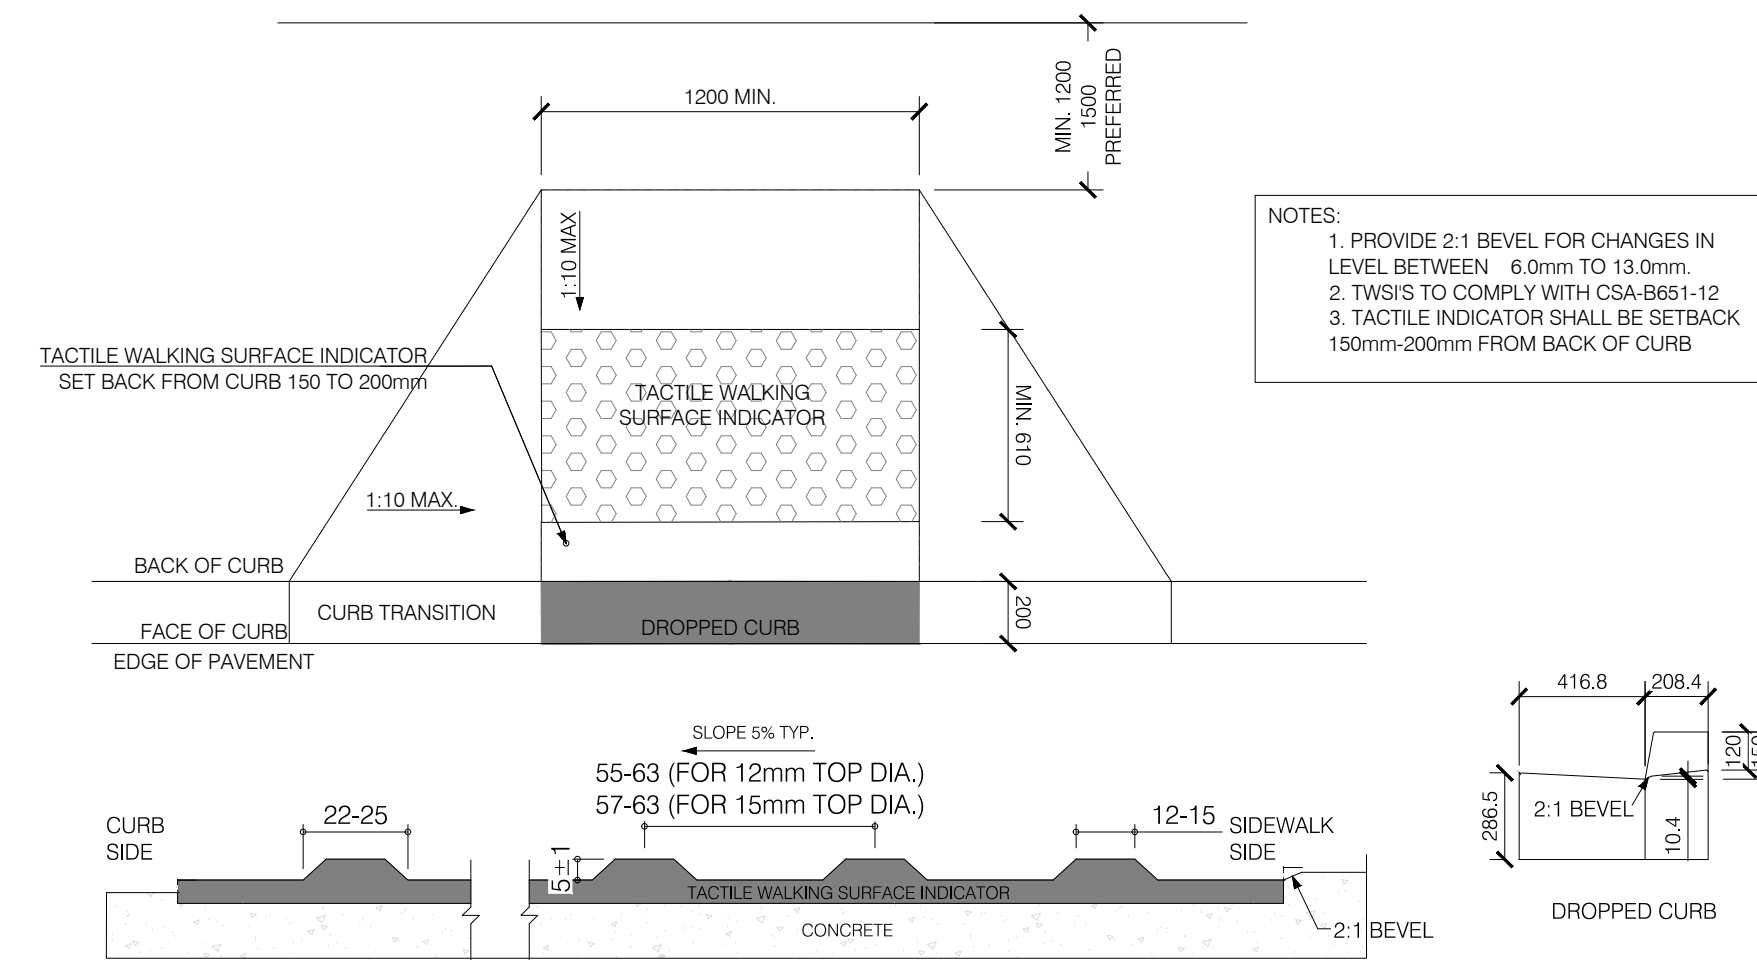 1200 MIN.
MIN. 1200
1500
PREFERRED
1:10 MAX
NOTES:
1. PROVIDE 2:1 BEVEL FOR CHANGES IN
LEVEL BETWEEN 6.0mm TO 13.0mm.
2. TWSI'S TO COMPLY WITH CSA-B651-12
3. TACTILE INDICATOR SHALL BE SETBACK
150mm-200mm FROM BACK OF CURB
TACTILE WALKING SURFACE INDICATOR
SET BACK FROM CURB 150 TO 200mm
TACTILE WALKING
SURFACE INDICATOR
MIN. 610
1:10 MAX.
BACK OF CURB
CURB TRANSITION
DROPPED CURB
200
FACE OF CURB
EDGE OF PAVEMENT
SLOPE 5% TYP.
55-63 (FOR 12mm TOP DIA.)
57-63 (FOR 15mm TOP DIA.)
CURB
SIDE
22-25
5±1
12-15
SIDEWALK
SIDE
TACTILE WALKING SURFACE INDICATOR
CONCRETE
2:1 BEVEL
416.8
208.4
120
286.5
2:1 BEVEL
10.4
DROPPED CURB